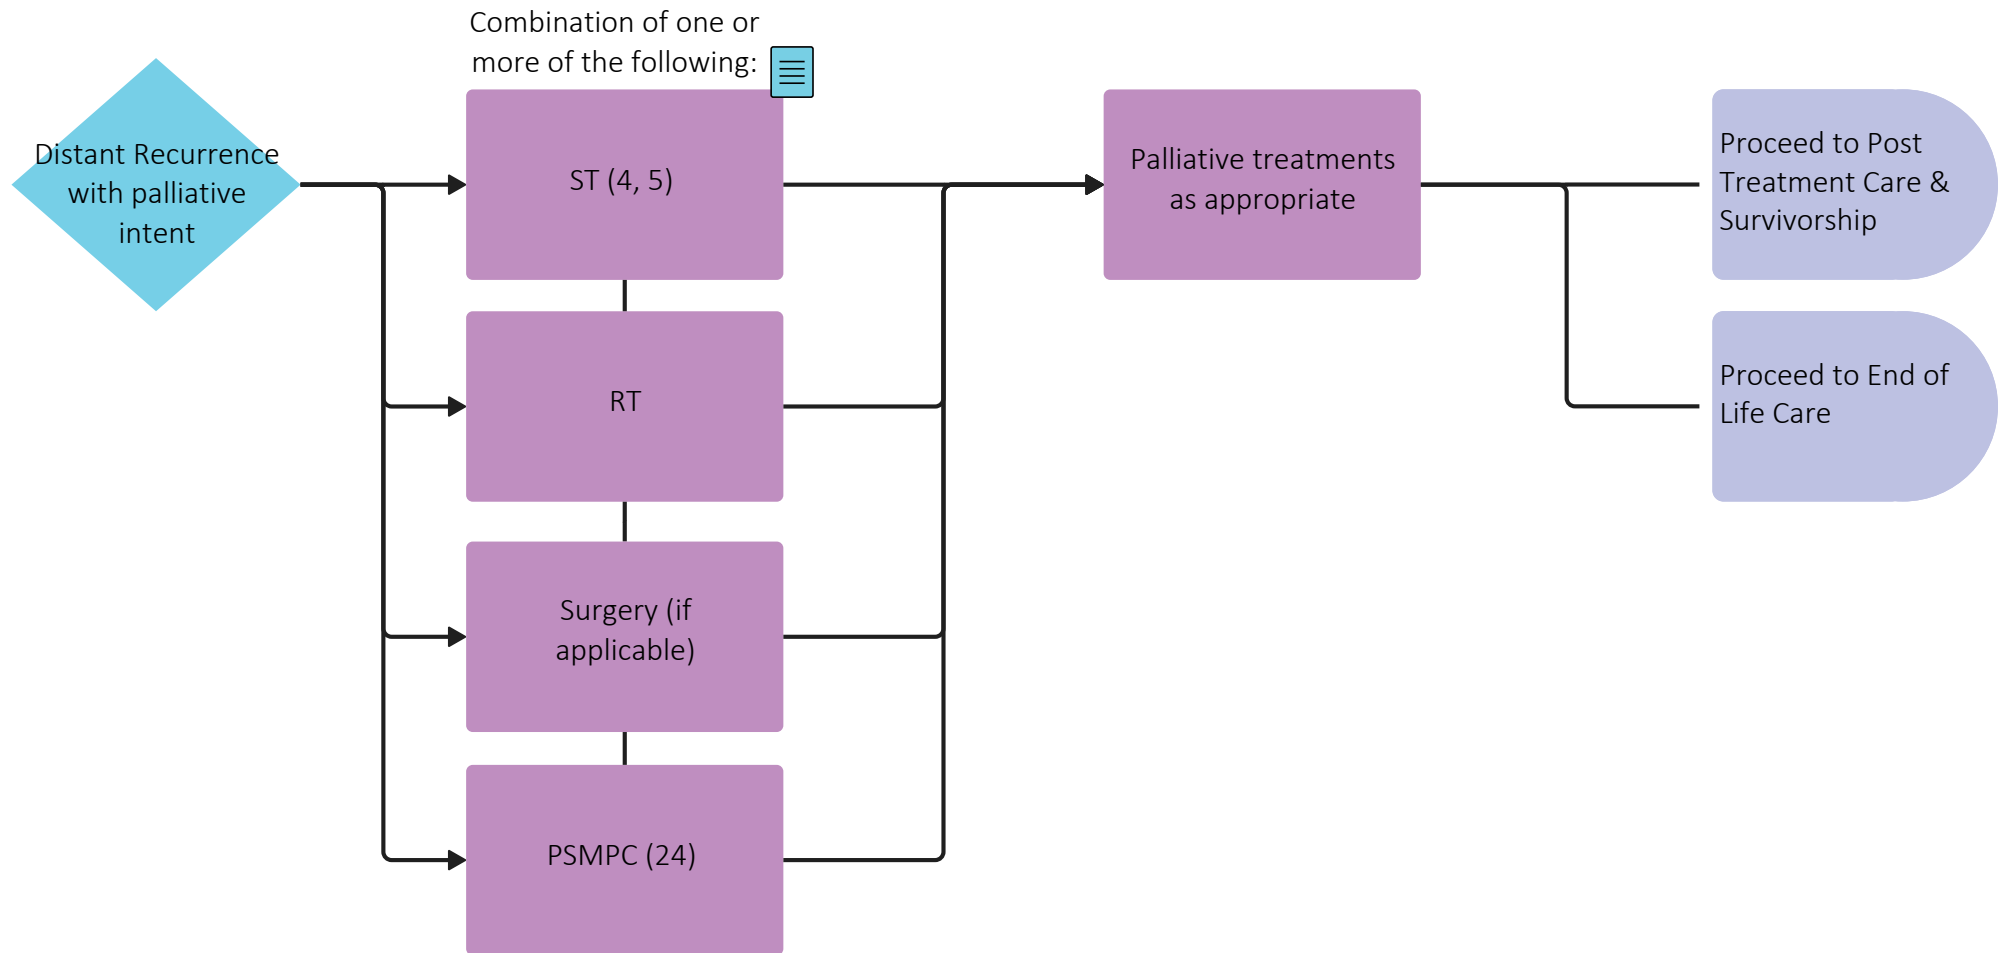 Combination of one or
more of the following:
Distant Recurrence
with palliative
intent
ST (4, 5)
RT
Surgery (if
applicable)
PSMPC (24)
Palliative treatments
as appropriate
Proceed to Post
Treatment Care &
Survivorship
Proceed to End of
Life Care